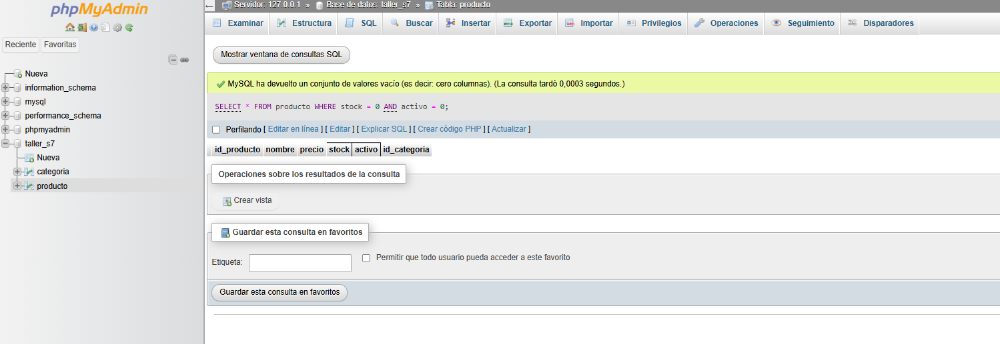 phpMyAdmin
Reciente Favoritas
Nueva
information_schema
mysql
performance_schema
phpmyadmin
taller_s7
Nueva
categoria
producto
Servidor: 127.0.0.1 » Base de datos: taller_s7 » Tabla: producto
Examinar Estructura SQL Buscar Insertar Exportar Importar Privilegios Operaciones Seguimiento Disparadores
Mostrar ventana de consultas SQL
MySQL ha devuelto un conjunto de valores vacío (es decir: cero columnas). (La consulta tardó 0,0003 segundos.)
SELECT * FROM producto WHERE stock = 0 AND activo = 0;
Perfilando [ Editar en línea ] [ Editar ] [ Explicar SQL ] [ Crear código PHP ] [ Actualizar ]
id_producto nombre precio stock activo id_categoria
Operaciones sobre los resultados de la consulta
Crear vista
Guardar esta consulta en favoritos
Etiqueta: Permitir que todo usuario pueda acceder a este favorito
Guardar esta consulta en favoritos